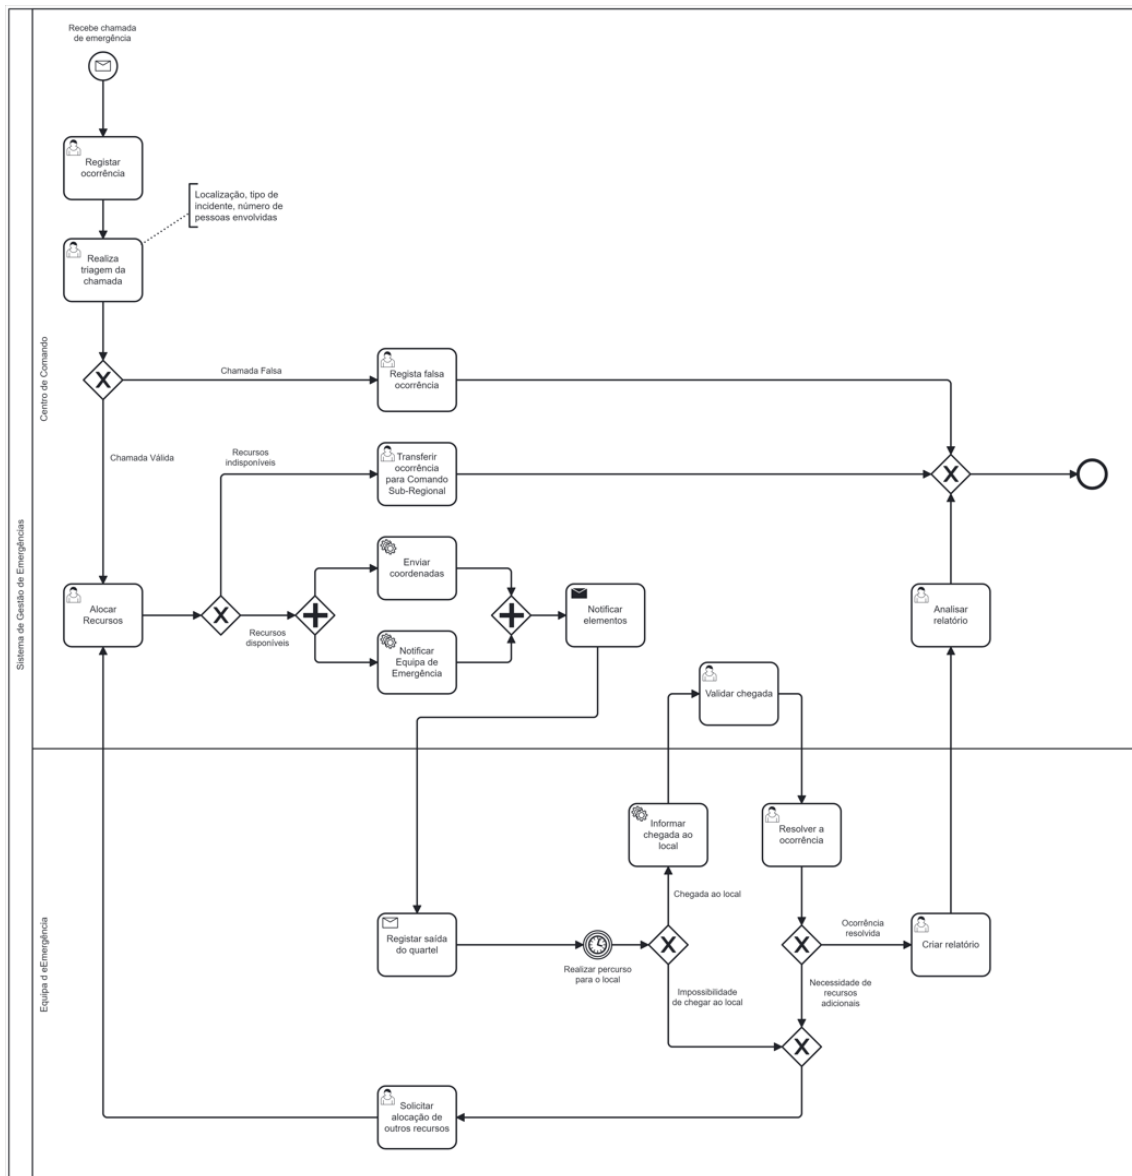 Recebe chamada
de emergência
Registar
ocorrência
Localização, tipo de
incidente, número de
pessoas envolvidas
Realiza
triagem da
chamada
Centro de Comando
Chamada Falsa
Regista falsa
ocorrência
Chamada Válida
Recursos
indisponíveis
Transferir
ocorrência
para Comando
Sub-Regional
Sistema de Gestão de Emergências
Enviar
coordenadas
Alocar
Recursos
Recursos
disponíveis
Notificar
Equipa de
Emergência
Notificar
elementos
Analisar
relatório
Validar chegada
Informar
chegada ao
local
Resolver a
ocorrência
Equipa d eEmergência
Chegada ao local
Registar saída
do quartel
Realizar percurso
para o local
Ocorrência
resolvida
Criar relatório
Impossibilidade
de chegar ao local
Necessidade de
recursos
adicionais
Solicitar
alocação de
outros recursos